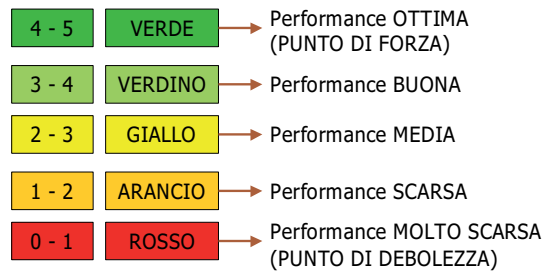 4 - 5 VERDE Performance OTTIMA
(PUNTO DI FORZA)
3 - 4 VERDINO Performance BUONA
2 - 3 GIALLO Performance MEDIA
1 - 2 ARANCIO Performance SCARSA
0 - 1 ROSSO Performance MOLTO SCARSA
(PUNTO DI DEBOLEZZA)